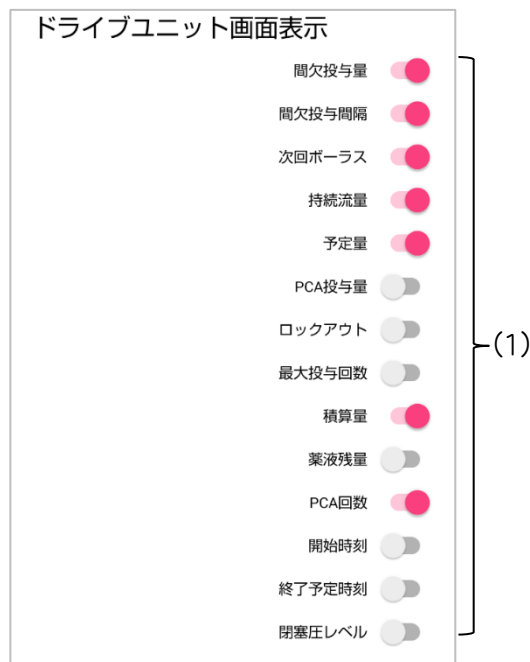 ドライブユニット画面表示
間欠投与量
間欠投与間隔
次回ボーラス
持続流量
予定量
PCA投与量
ロックアウト
最大投与回数
(1)
積算量
薬液残量
PCA回数
開始時刻
終了予定時刻
閉塞圧レベル